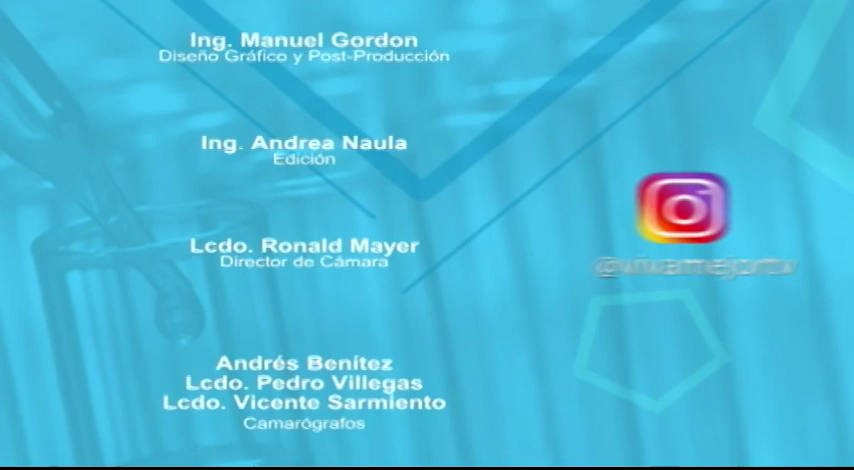 Ing. Manuel Gordon
Diseño Gráfico y Post-Producción
Ing. Andrea Naula
Edición
Lcdo. Ronald Mayer
Director de Cámara
@vivamejortv
Andrés Benítez
Lcdo. Pedro Villegas
Lcdo. Vicente Sarmiento
Camarógrafos